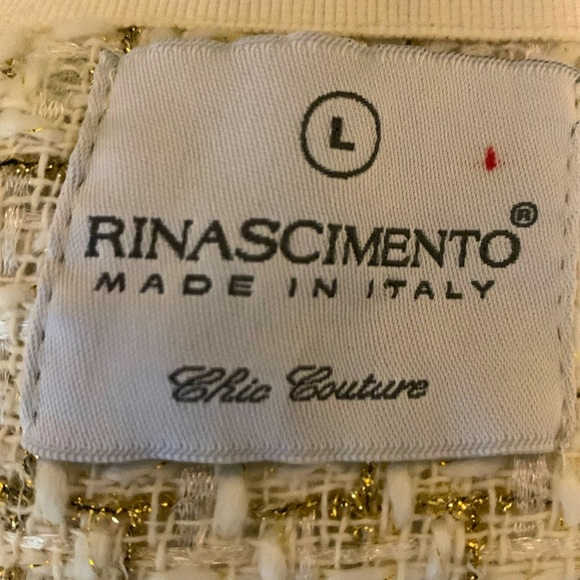 L
RINASCIMENTO®
MADE IN ITALY
Chic Couture